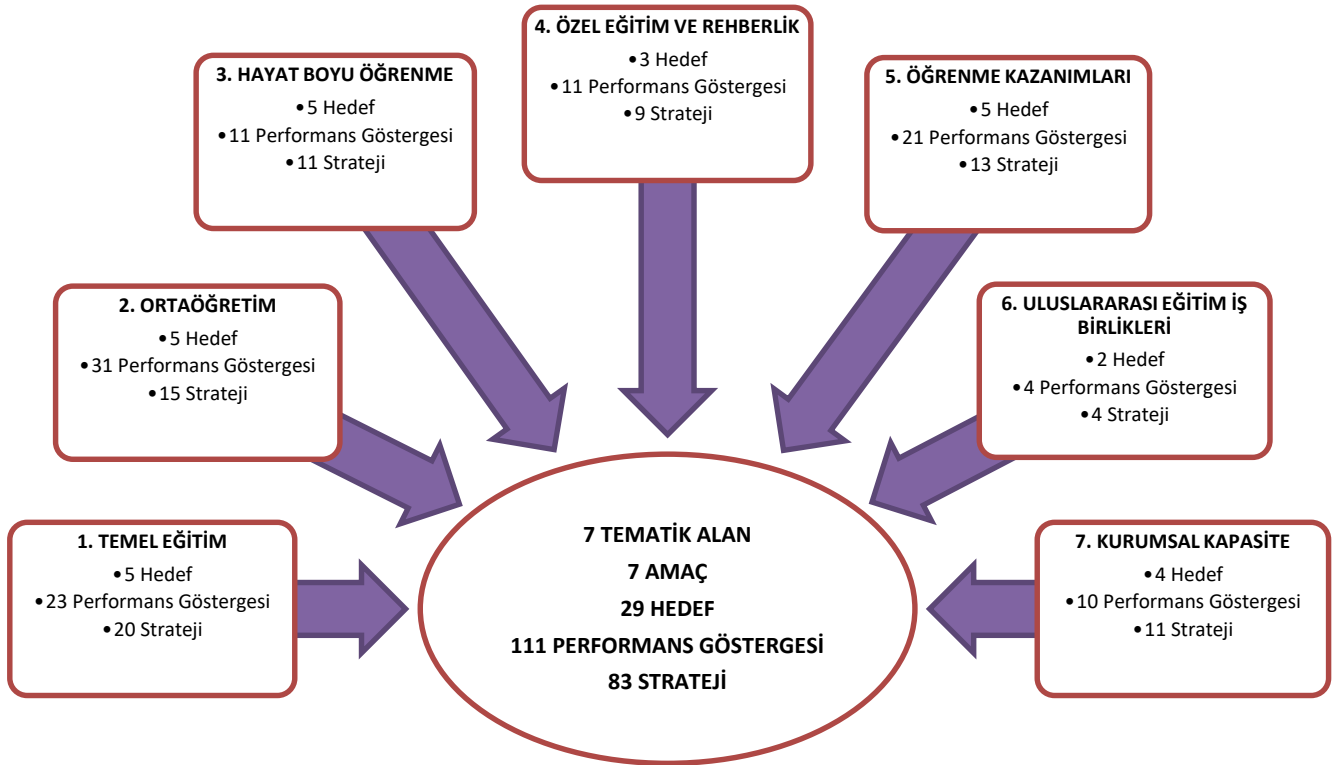 1. TEMEL EĞİTİM
•5 Hedef
•23 Performans Göstergesi
•20 Strateji
2. ORTAÖĞRETİM
•5 Hedef
•31 Performans Göstergesi
•15 Strateji
3. HAYAT BOYU ÖĞRENME
•5 Hedef
•11 Performans Göstergesi
•11 Strateji
4. ÖZEL EĞİTİM VE REHBERLİK
•3 Hedef
•11 Performans Göstergesi
•9 Strateji
5. ÖĞRENME KAZANIMLARI
•5 Hedef
•21 Performans Göstergesi
•13 Strateji
6. ULUSLARARASI EĞİTİM İŞ
BİRLİKLERİ
•2 Hedef
•4 Performans Göstergesi
•4 Strateji
7. KURUMSAL KAPASİTE
•4 Hedef
•10 Performans Göstergesi
•11 Strateji
7 TEMATİK ALAN
7 AMAÇ
29 HEDEF
111 PERFORMANS GÖSTERGESİ
83 STRATEJİ